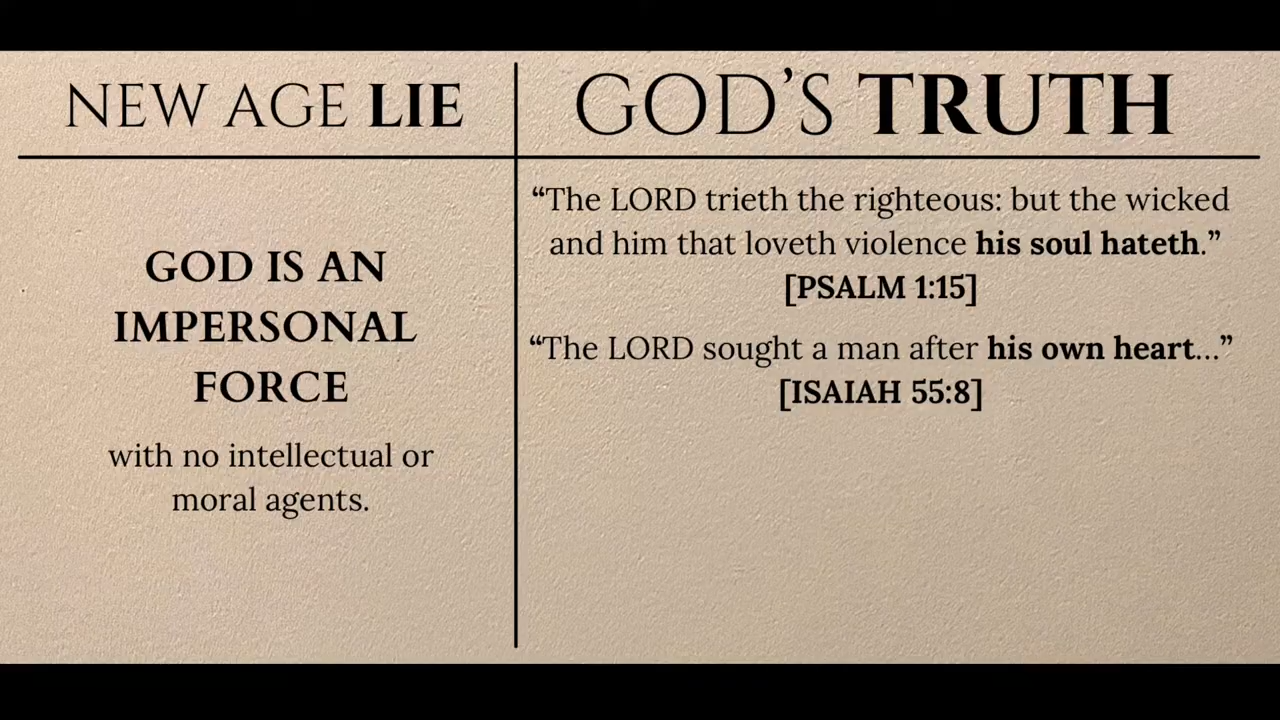 NEW AGE LIE
GOD IS AN
IMPERSONAL
FORCE
with no intellectual or
moral agents.
GOD’S TRUTH
“The LORD trieth the righteous: but the wicked
and him that loveth violence his soul hateth.”
[PSALM 1:15]
“The LORD sought a man after his own heart...”
[ISAIAH 55:8]